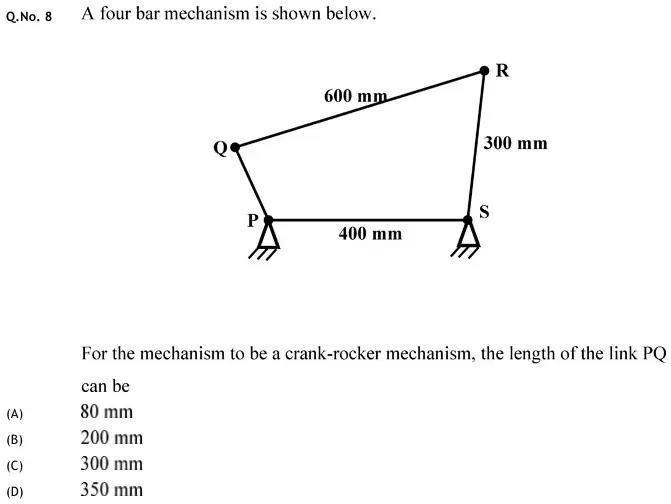 Q.No. 8 A four bar mechanism is shown below.
R
600 mm
Q
300 mm
P
S
400 mm
For the mechanism to be a crank-rocker mechanism, the length of the link PQ
can be
(A) 80 mm
(B) 200 mm
(C) 300 mm
(D) 350 mm